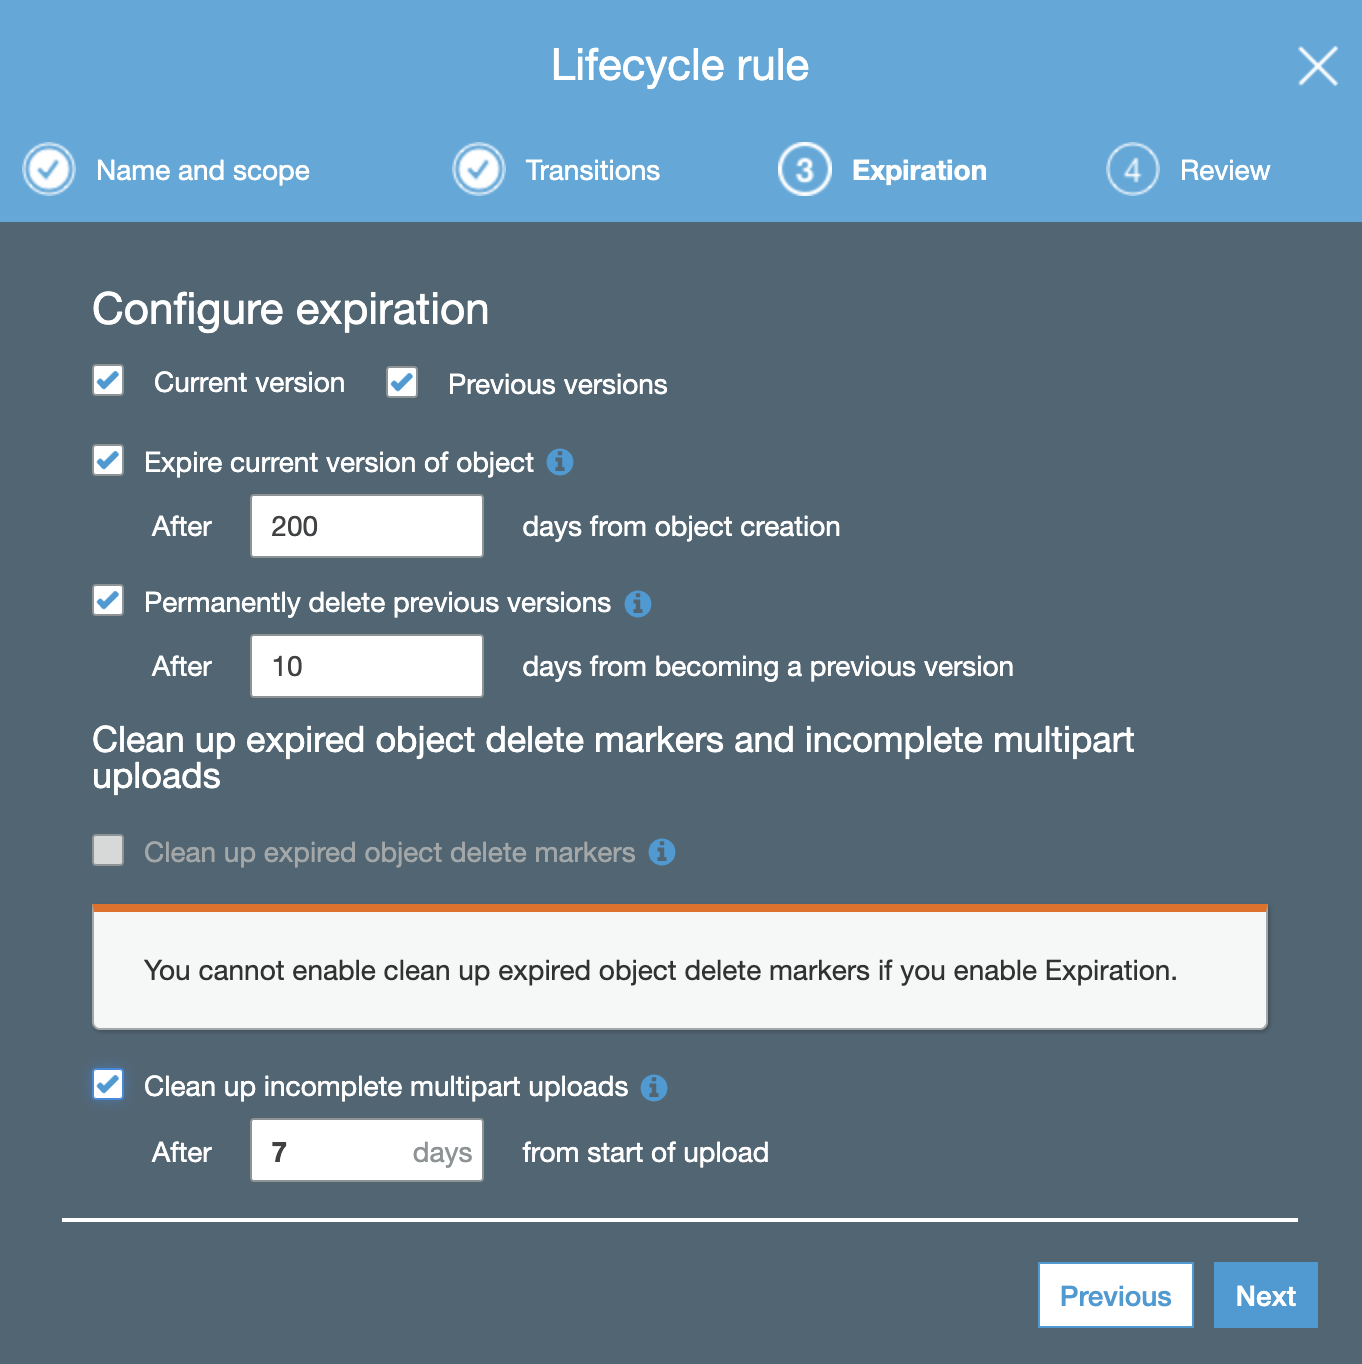 Lifecycle rule
Name and scope
Transitions
3 Expiration
4 Review
Configure expiration
Current version
Previous versions
Expire current version of object
After 200 days from object creation
Permanently delete previous versions
After 10 days from becoming a previous version
Clean up expired object delete markers and incomplete multipart
uploads
Clean up expired object delete markers
You cannot enable clean up expired object delete markers if you enable Expiration.
Clean up incomplete multipart uploads
After 7 days from start of upload
Previous
Next